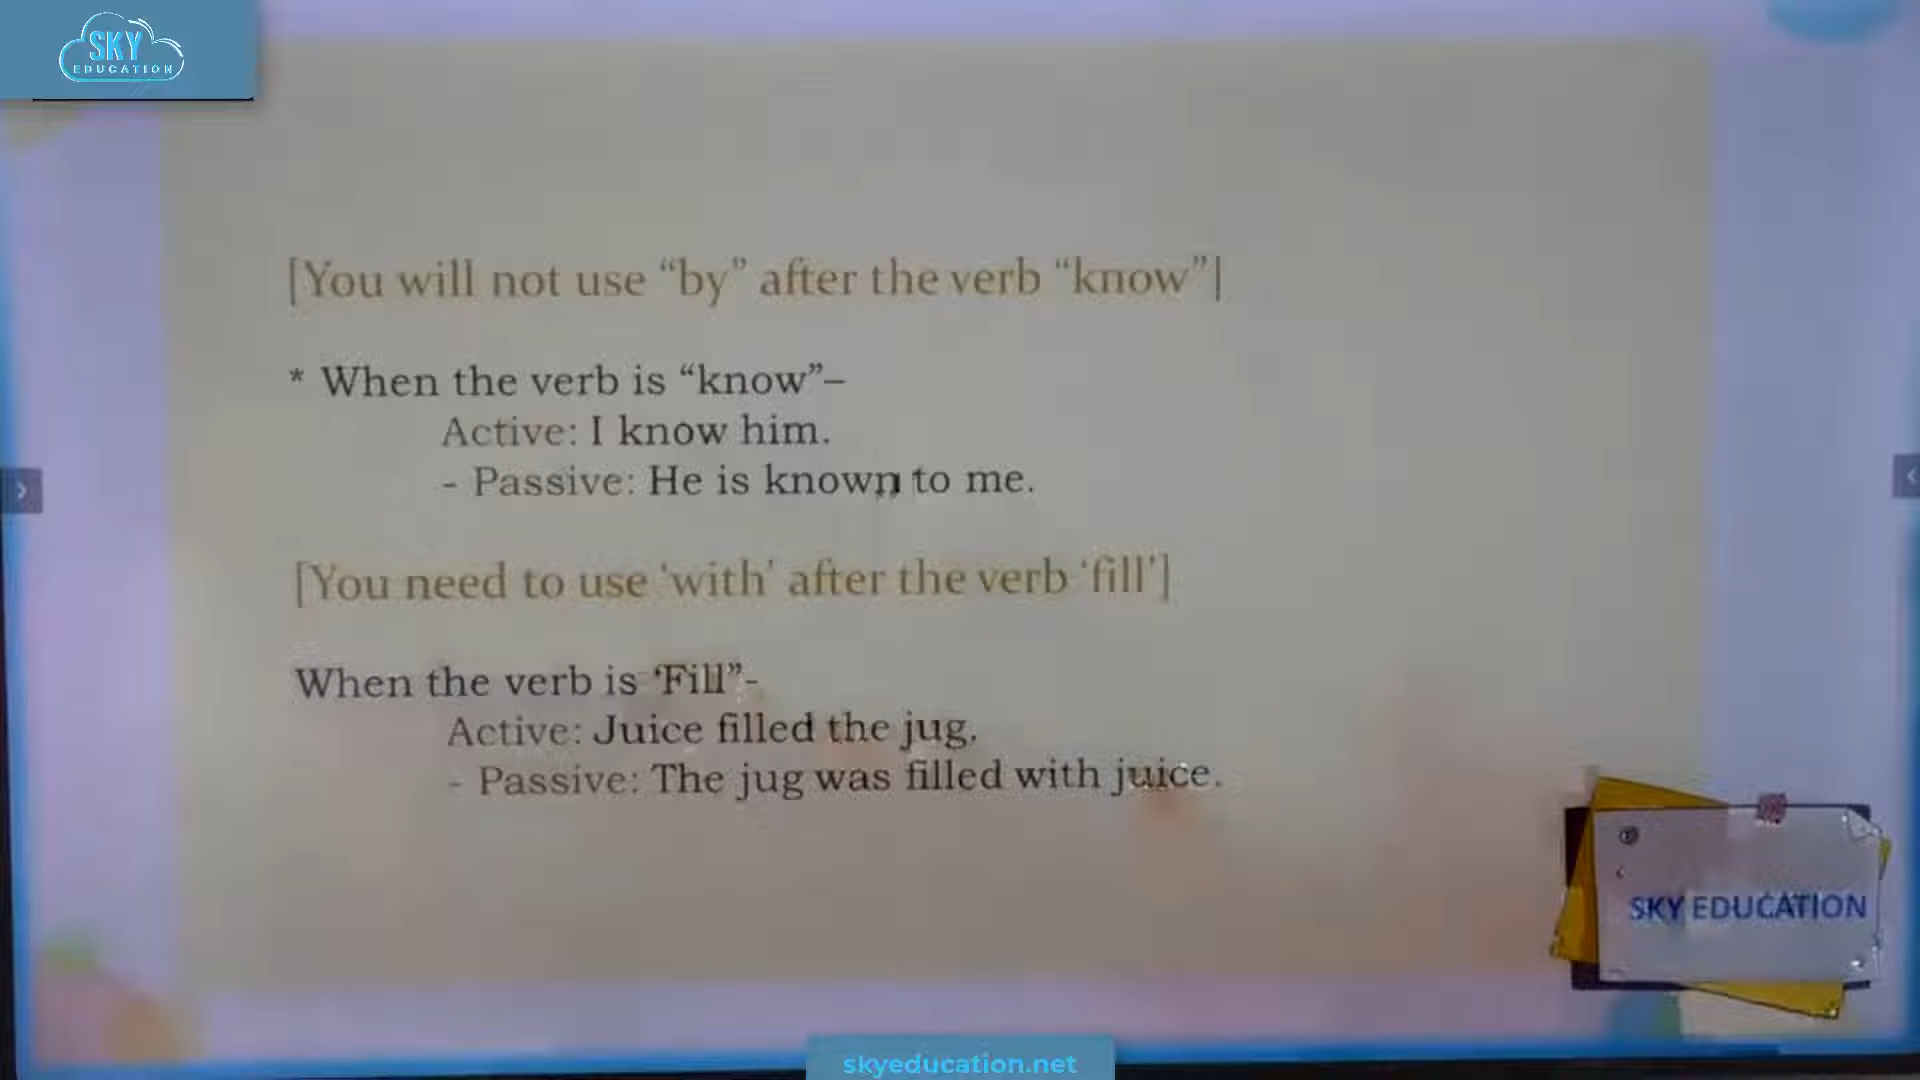 SKY
EDUCATION
[You will not use “by” after the verb “know”]
* When the verb is “know”–
Active: I know him.
- Passive: He is known to me.
[You need to use ‘with’ after the verb ‘fill’]
When the verb is ‘Fill”-
Active: Juice filled the jug.
- Passive: The jug was filled with juice.
SKY EDUCATION
skyeducation.net